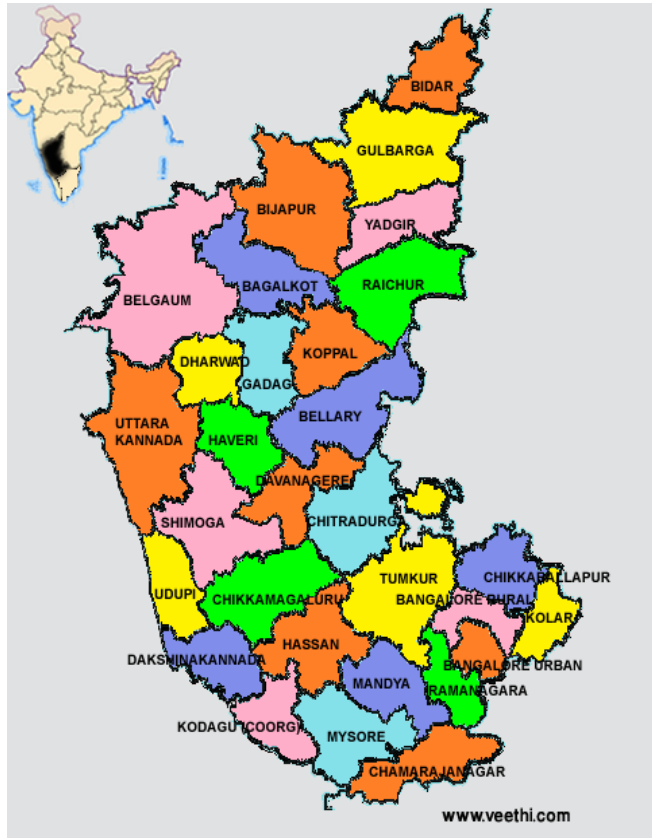 BIDAR
GULBARGA
BIJAPUR
YADGIR
BELGAUM
BAGALKOT
RAICHUR
DHARWAD
GADAG
KOPPAL
UTTARA
KANNADA
HAVERI
BELLARY
DAVANAGERE
SHIMOGA
CHITRADURGA
UDUPI
CHIKKAMAGALURU
TUMKUR
CHIKKABALLAPUR
BANGALORE RURAL
KOLAR
HASSAN
DAKSHINAKANNADA
MANDYA
BANGALORE URBAN
RAMANAGARA
KODAGU (COORG)
MYSORE
CHAMARAJANAGAR
www.veethi.com